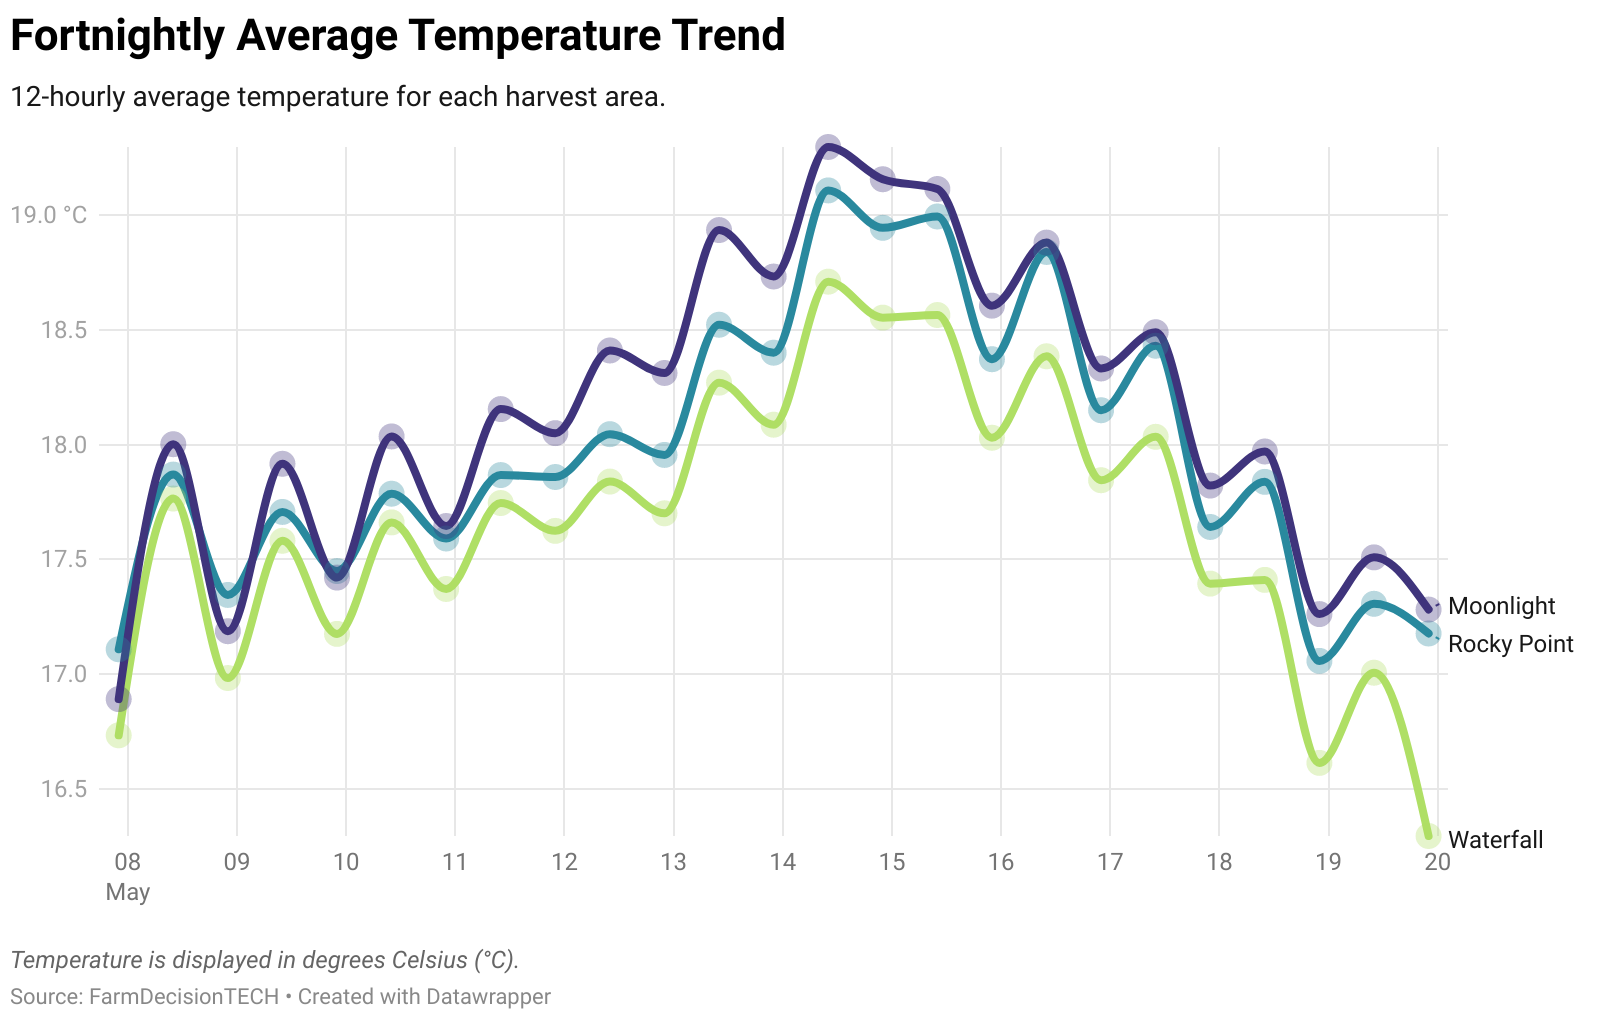 Fortnightly Average Temperature Trend
12-hourly average temperature for each harvest area.
19.0 °C
18.5
18.0
17.5
17.0
16.5
Moonlight
Rocky Point
Waterfall
08 09 10 11 12 13 14 15 16 17 18 19 20
May
Temperature is displayed in degrees Celsius (°C).
Source: FarmDecisionTECH • Created with Datawrapper